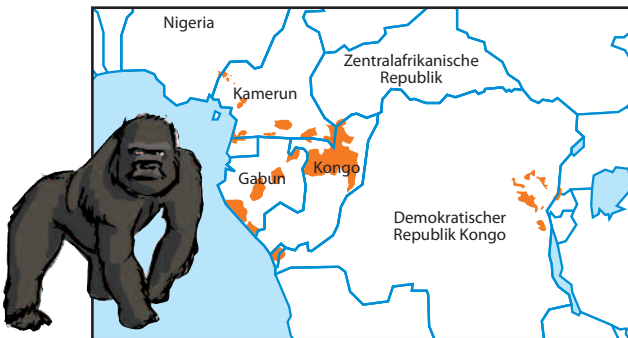 Nigeria
Zentralafrikanische
Republik
Kamerun
Gabun
Kongo
Demokratischer
Republik Kongo